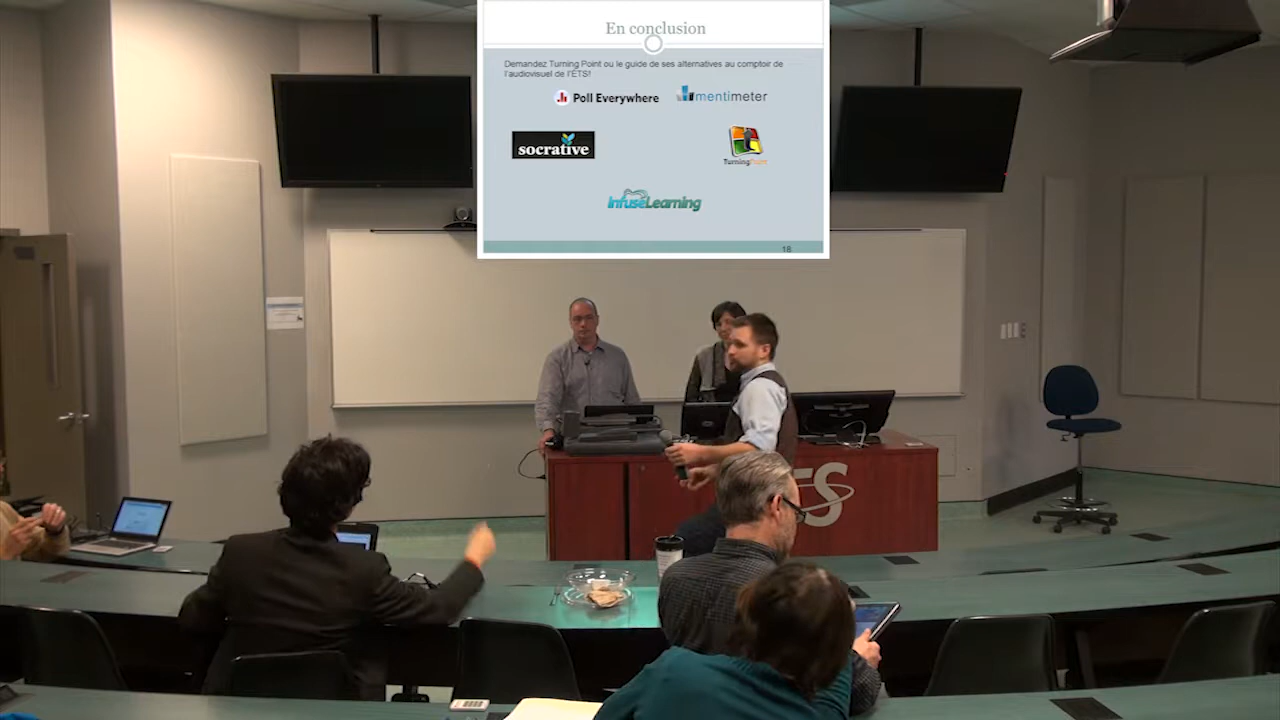 En conclusion
Demandez Turning Point ou le guide de ses alternatives au comptoir de
l'audiovisuel de l'ÉTS!
Poll Everywhere
mentimeter
socrative
TurningPoint
InfuseLearning
18
TS